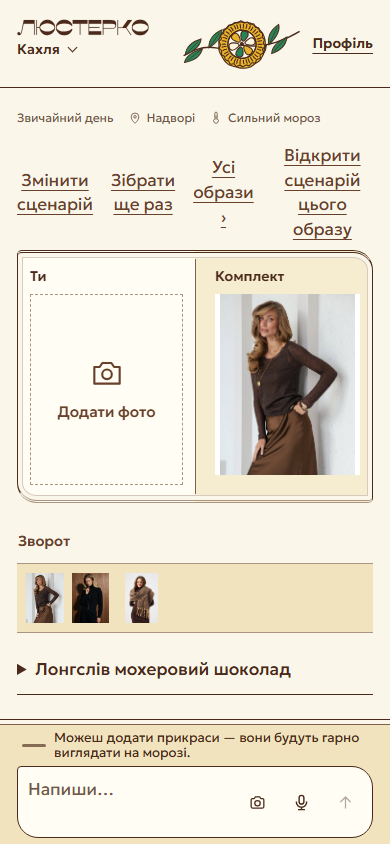 ЛЮСТЕРКО
Кахля
Профіль
Звичайний день Надворі Сильний мороз
Змінити
сценарій
Зібрати
ще раз
Усі
образи
›
Відкрити
сценарій
цього
образу
Ти
Комплект
Додати фото
Зворот
Лонгслів мохеровий шоколад
Можеш додати прикраси — вони будуть гарно
виглядати на морозі.
Напиши...